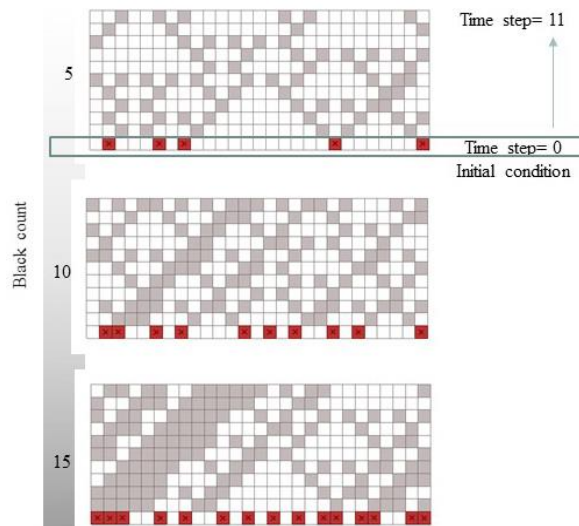 Time step= 11
5
Time step= 0
Initial condition
Black count
10
15